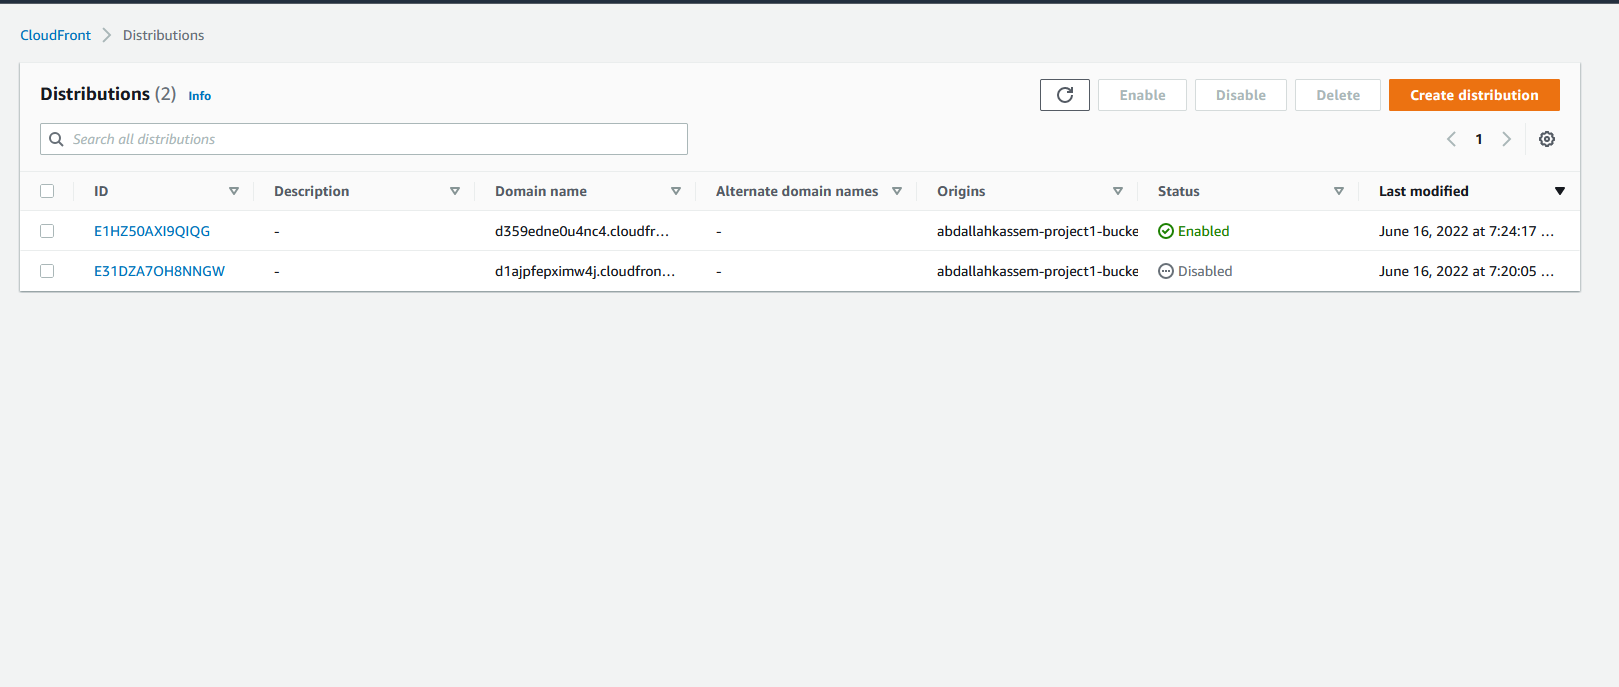 CloudFront > Distributions
Distributions (2) Info
Enable Disable Delete Create distribution
Search all distributions
1
ID Description Domain name Alternate domain names Origins Status Last modified
E1HZ50AXI9QIQG - d359edne0u4nc4.cloudfr... - abdallahkassem-project1-bucke Enabled June 16, 2022 at 7:24:17 ...
E31DZA7OH8NNGW - d1ajpfepximw4j.cloudfron... - abdallahkassem-project1-bucke Disabled June 16, 2022 at 7:20:05 ...